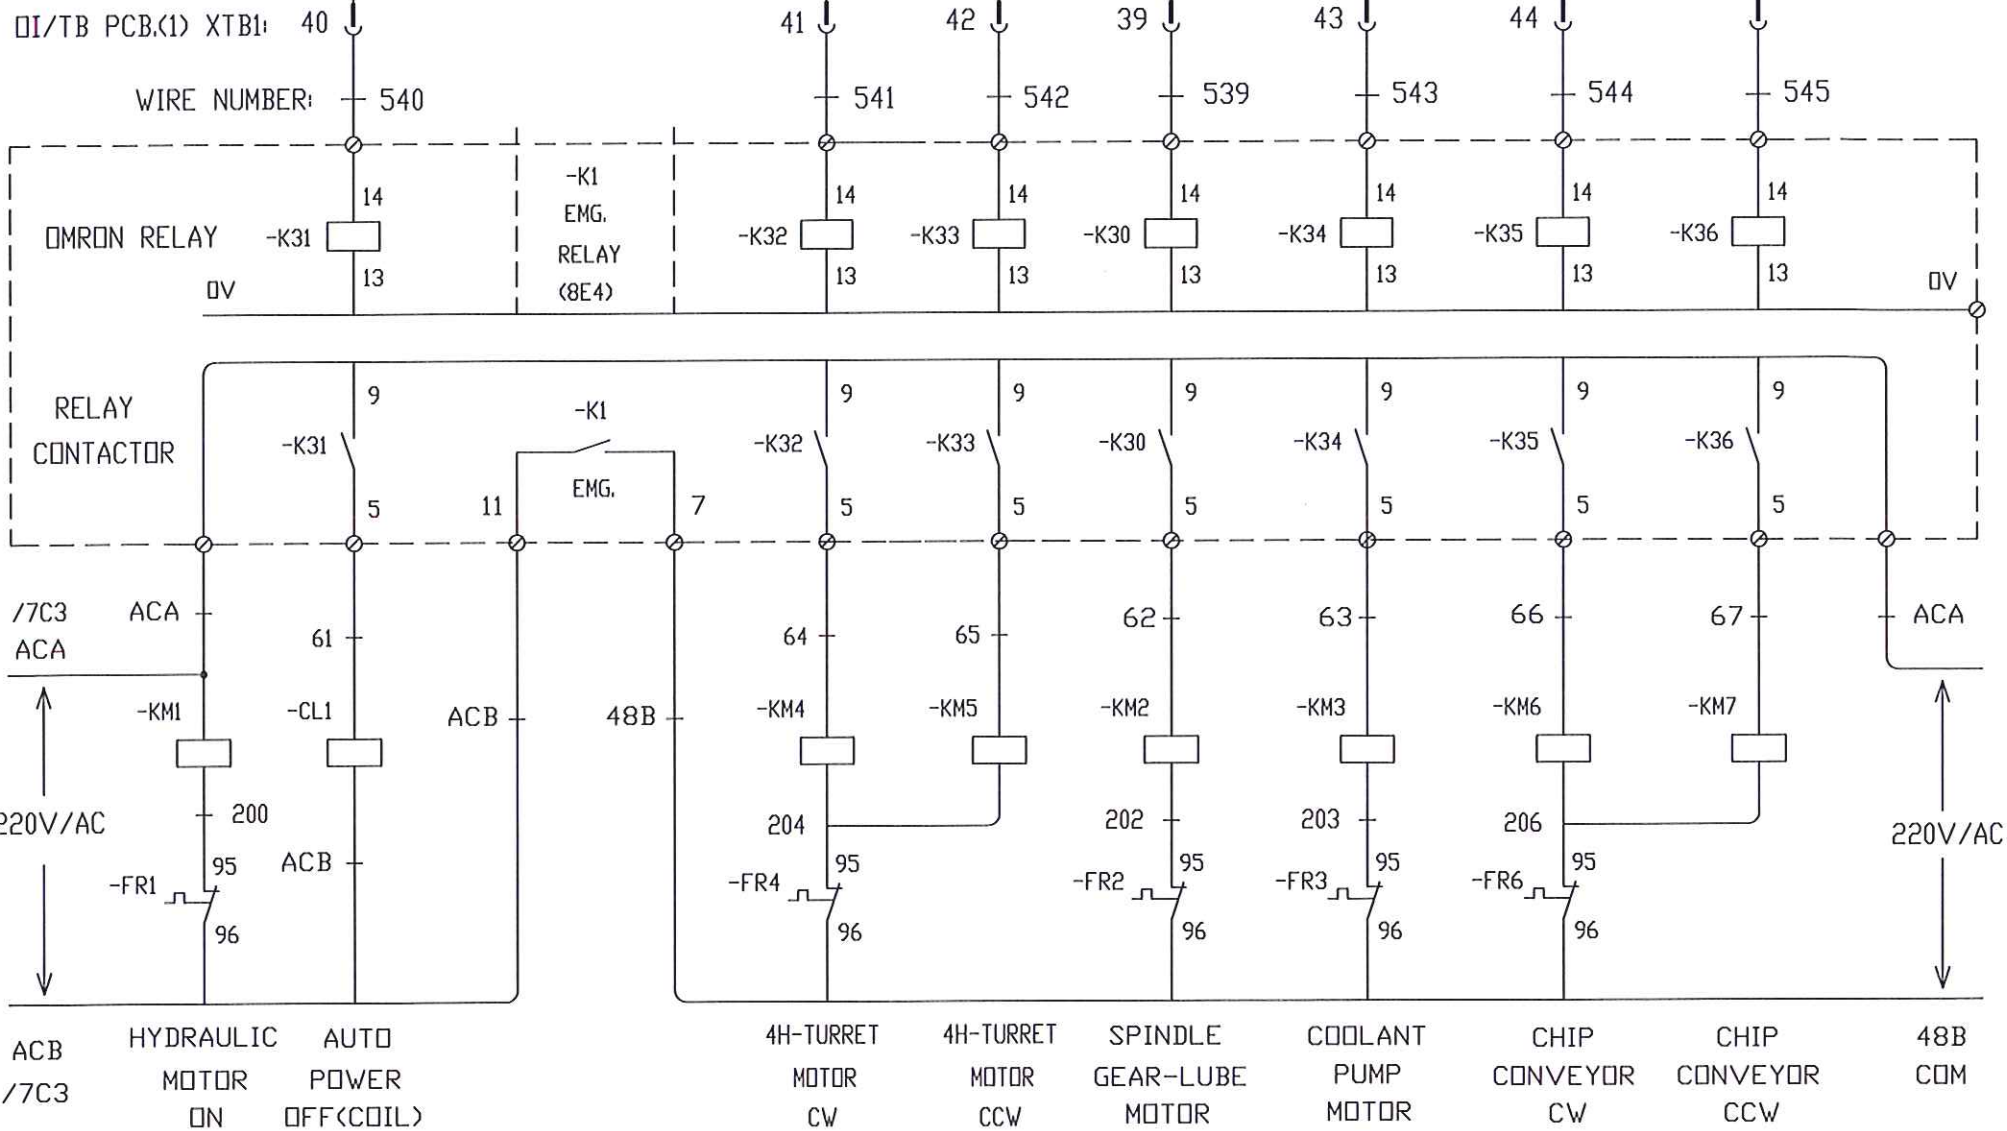 OI/TB PCB.(1) XTB1: 40 41 42 39 43 44
WIRE NUMBER: 540 541 542 539 543 544 545
-K1
EMG.
RELAY
(8E4)
14 14 14 14 14 14 14
OMRON RELAY -K31 -K32 -K33 -K30 -K34 -K35 -K36
13 13 13 13 13 13 13
0V 0V
9 9 9 9 9 9 9
RELAY
CONTACTOR
-K31 -K1 -K32 -K33 -K30 -K34 -K35 -K36
EMG.
5 11 7 5 5 5 5 5 5
/7C3 ACA
ACA
61 64 65 62 63 66 67 ACA
-KM1 -CL1 ACB 48B -KM4 -KM5 -KM2 -KM3 -KM6 -KM7
220V/AC 200 204 202 203 206 220V/AC
ACB
95 95 95 95 95
-FR1 -FR4 -FR2 -FR3 -FR6
96 96 96 96 96
ACB
/7C3
HYDRAULIC
MOTOR
ON
AUTO
POWER
OFF(COIL)
4H-TURRET
MOTOR
CW
4H-TURRET
MOTOR
CCW
SPINDLE
GEAR-LUBE
MOTOR
COOLANT
PUMP
MOTOR
CHIP
CONVEYOR
CW
CHIP
CONVEYOR
CCW
48B
COM